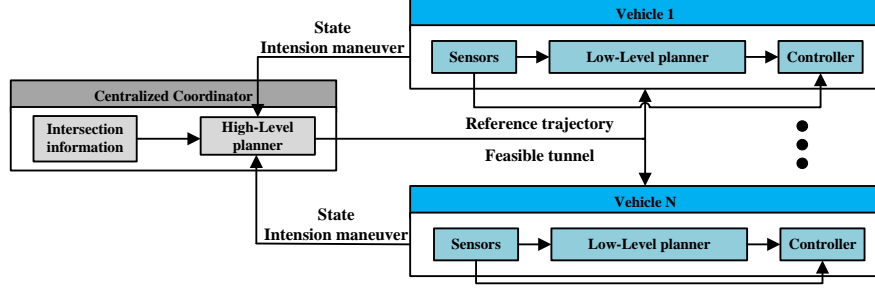 Vehicle 1
State
Intension maneuver
Sensors
Low-Level planner
Controller
Centralized Coordinator
Intersection
information
High-Level
planner
Reference trajectory
Feasible tunnel
Vehicle N
State
Intension maneuver
Sensors
Low-Level planner
Controller